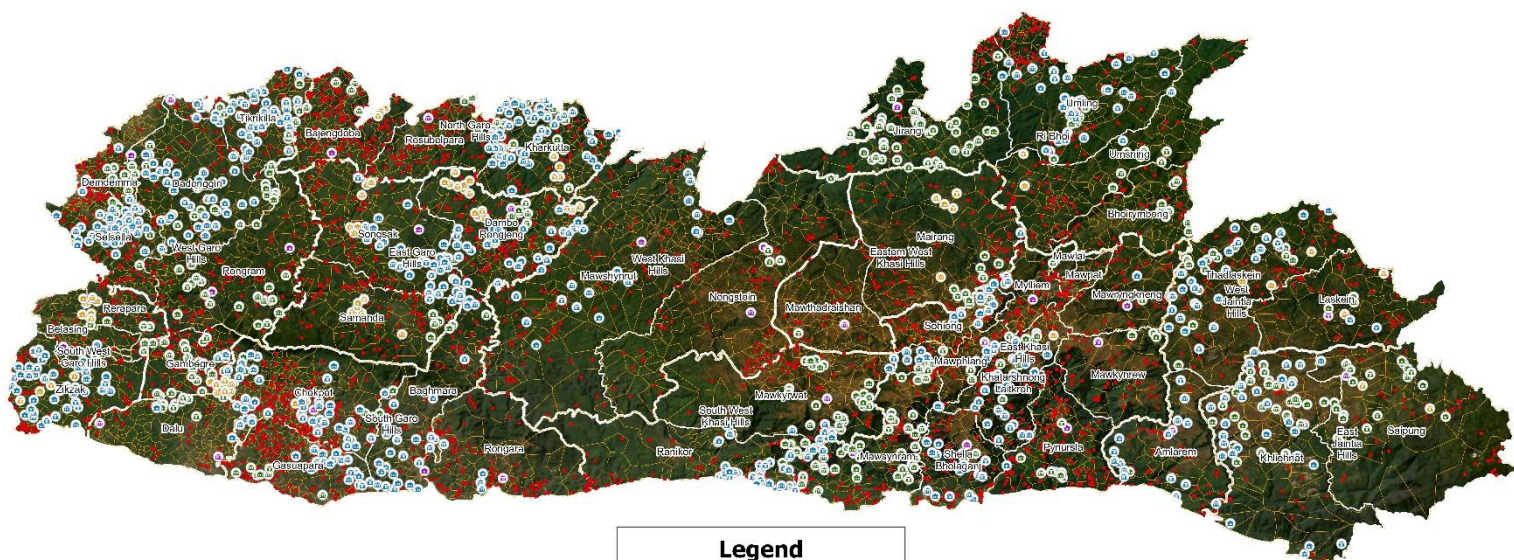 Tikrikilla
Bajengdoba
Resubelpara
North Garo
Hills
Kharkutta
Demdemma
Dadenggiri
Selsella
West Garo
Hills
Rongram
Songsak
East Garo
Hills
Dambo
Rongjeng
Samanda
Rerapara
Belasing
South West
Garo Hills
Zikzak
Gambegre
Dalu
Chokpot
Gasuapara
South Garo
Hills
Baghmara
Rongara
Mawshynrut
West Khasi
Hills
Nongstoin
Mawthadraishan
Eastern West
Khasi Hills
Mairang
Jirang
Umling
Ri Bhoi
Umsning
Bhoirymbong
Mawlai
Mawpat
Mylliem
Mawryngkneng
Sohiong
Mawphlang
East Khasi
Hills
Khatarshnong
Laitkroh
Mawkynrew
Mawkyrwat
South West
Khasi Hills
Ranikor
Mawsynram
Shella
Bholaganj
Pynursla
Thadlaskein
West
Jaintia
Hills
Laskein
Amlarem
Khliehriat
East
Jaintia
Hills
Saipung
Legend